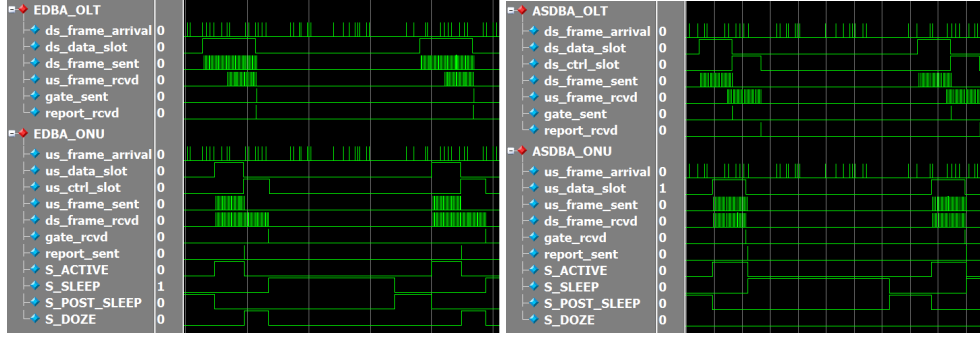 EDBA_OLT
ds_frame_arrival 0
ds_data_slot 0
ds_frame_sent 0
us_frame_rcvd 0
gate_sent 0
report_rcvd 0
EDBA_ONU
us_frame_arrival 0
us_data_slot 0
us_ctrl_slot 0
us_frame_sent 0
ds_frame_rcvd 0
gate_rcvd 0
report_sent 0
S_ACTIVE 0
S_SLEEP 1
S_POST_SLEEP 0
S_DOZE 0
ASDBA_OLT
ds_frame_arrival 0
ds_data_slot 0
ds_ctrl_slot 0
ds_frame_sent 0
us_frame_rcvd 0
gate_sent 0
report_rcvd 0
ASDBA_ONU
us_frame_arrival 0
us_data_slot 1
us_frame_sent 0
ds_frame_rcvd 0
gate_rcvd 0
report_sent 0
S_ACTIVE 0
S_SLEEP 0
S_POST_SLEEP 0
S_DOZE 0